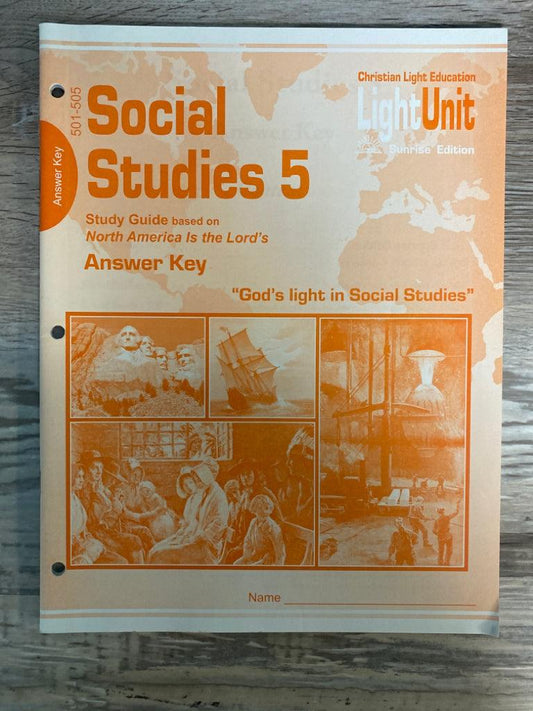 501-505
Answer Key
Social
Studies 5
Christian Light Education
LightUnit
Sunrise Edition
Study Guide based on
North America Is the Lord's
Answer Key
"God's light in Social Studies"
Name